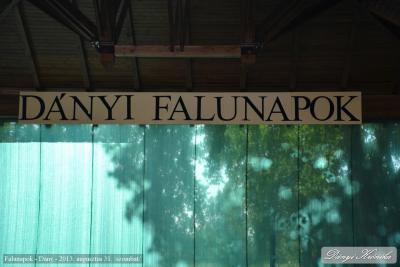 DÁNYI FALUNAPOK
Falunapok - Dány - 2013. augusztus 31. szombat
Dányi Krónika